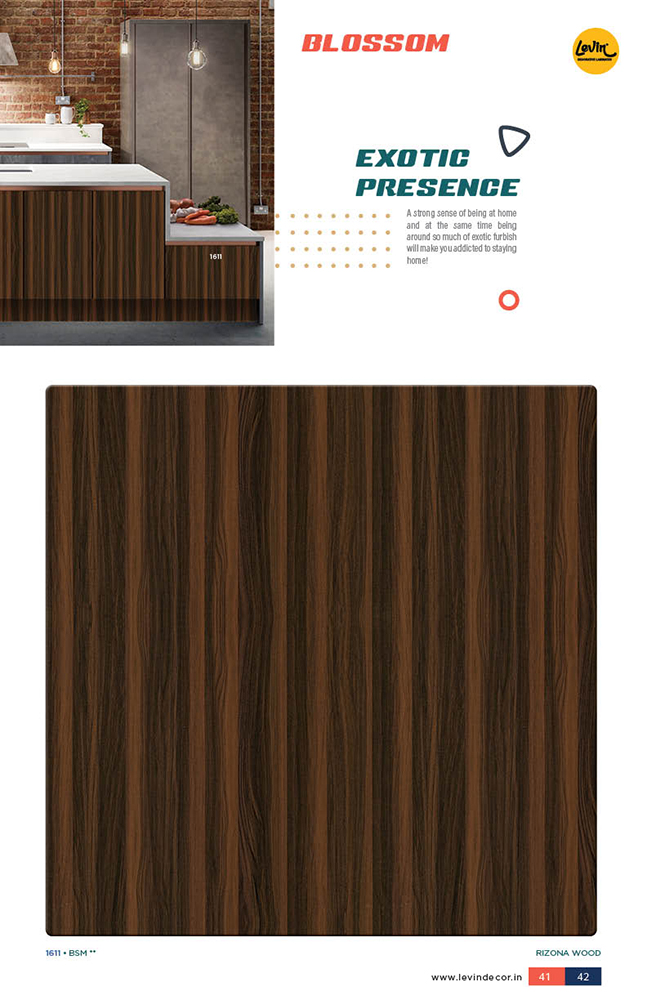 BLOSSOM
Levin
DECORATIVE LAMINATES
EXOTIC
PRESENCE
A strong sense of being at home
and at the same time being
around so much of exotic furbish
will make you addicted to staying
home!
1611
1611 • BSM **
RIZONA WOOD
www.levindecor.in 41 42